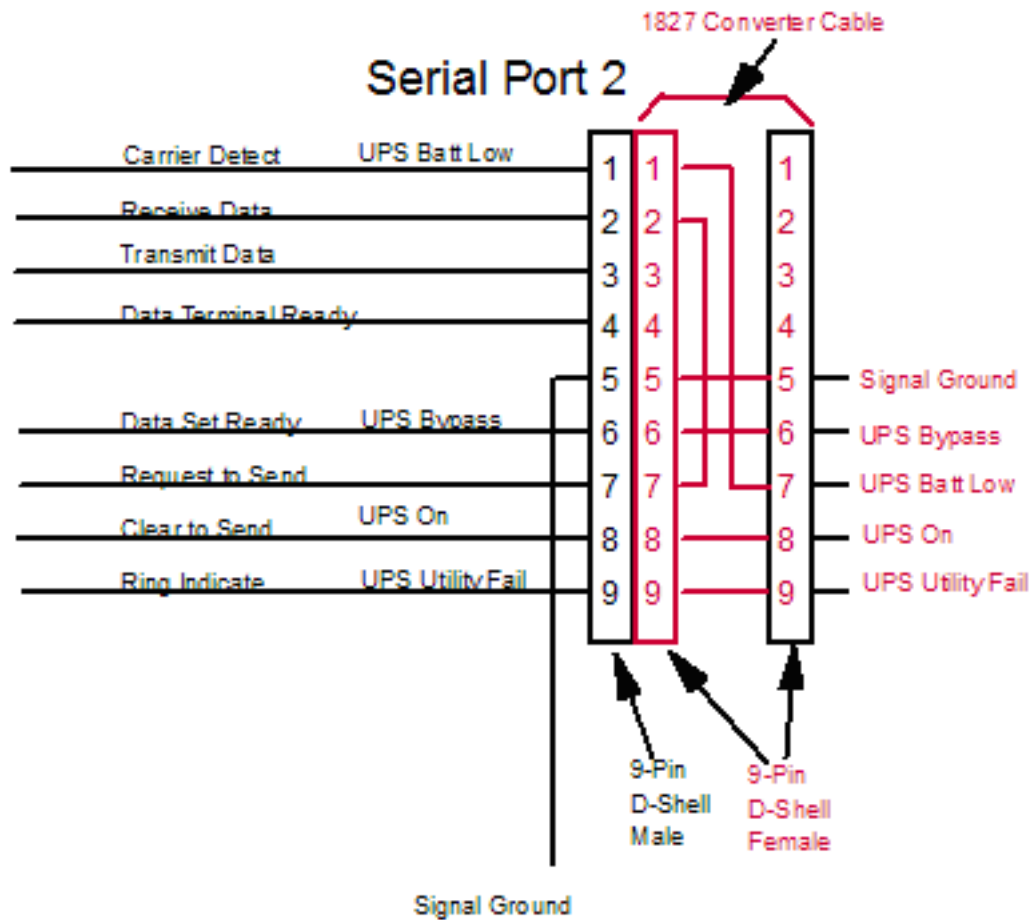 1827 Converter Cable
Serial Port 2
Carrier Detect UPS Batt Low 1 1 1
Receive Data 2 2 2
Transmit Data 3 3 3
Data Terminal Ready 4 4 4
5 5 5 Signal Ground
Data Set Ready UPS Bypass 6 6 6 UPS Bypass
Request to Send 7 7 7 UPS Batt Low
Clear to Send UPS On 8 8 8 UPS On
Ring Indicate UPS Utility Fail 9 9 9 UPS Utility Fail
9-Pin
D-Shell
Male
9-Pin
D-Shell
Female
Signal Ground